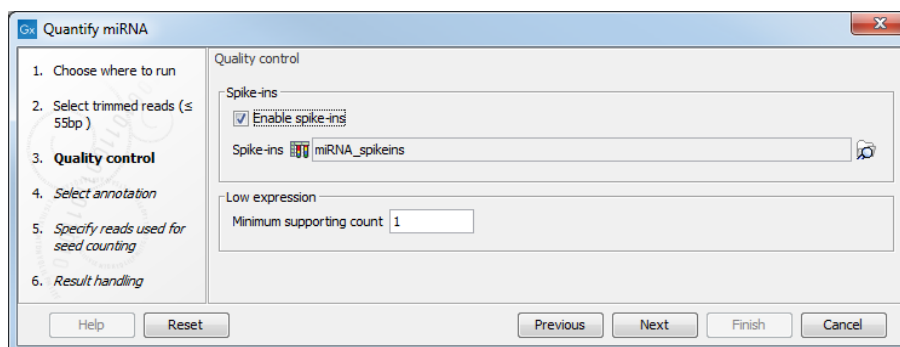 Gx Quantify miRNA
1. Choose where to run
2. Select trimmed reads (≤
55bp )
3. Quality control
4. Select annotation
5. Specify reads used for
seed counting
6. Result handling
Quality control
Spike-ins
Enable spike-ins
Spike-ins miRNA_spikeins
Low expression
Minimum supporting count 1
Help Reset Previous Next Finish Cancel